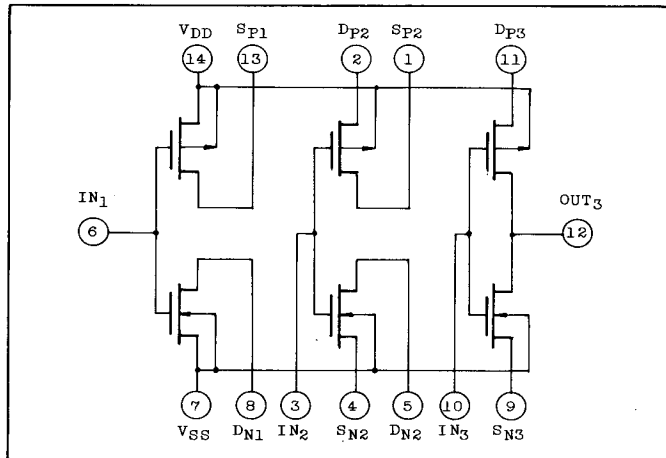 VDD SP1 DP2 SP2 DP3
14 13 2 1 11
IN1 OUT3
6 12
7 8 3 4 5 10 9
VSS DN1 IN2 SN2 DN2 IN3 SN3